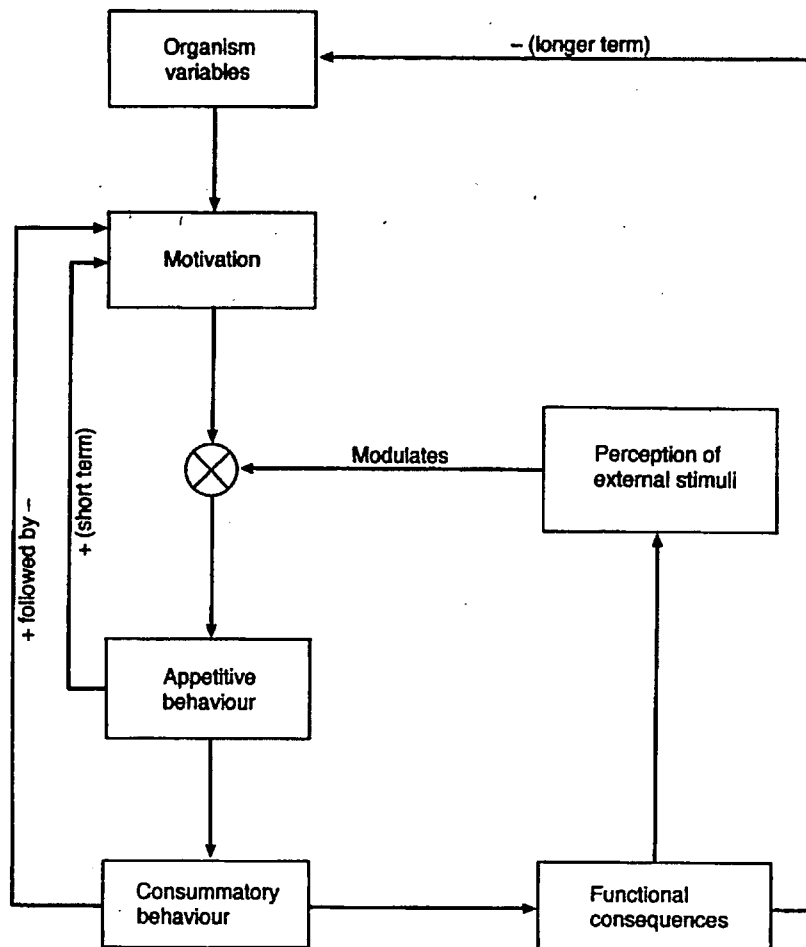 Organism
variables
– (longer term)
Motivation
+ followed by –
+ (short term)
Modulates
Perception of
external stimuli
Appetitive
behaviour
Consummatory
behaviour
Functional
consequences